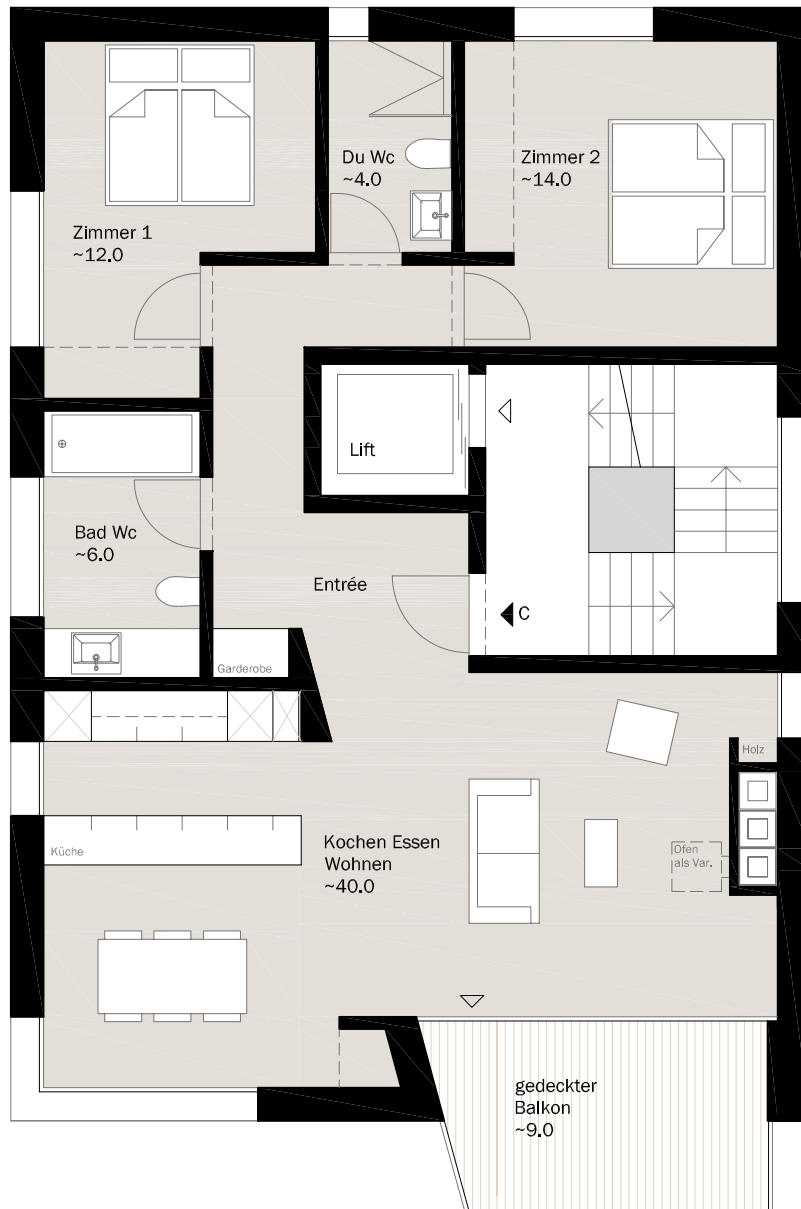 Du Wc
~4.0
Zimmer 2
~14.0
Zimmer 1
~12.0
Lift
Bad Wc
~6.0
Entrée
C
Garderobe
Holz
Küche
Kochen Essen
Wohnen
~40.0
Ofen
als Var.
gedeckter
Balkon
~9.0